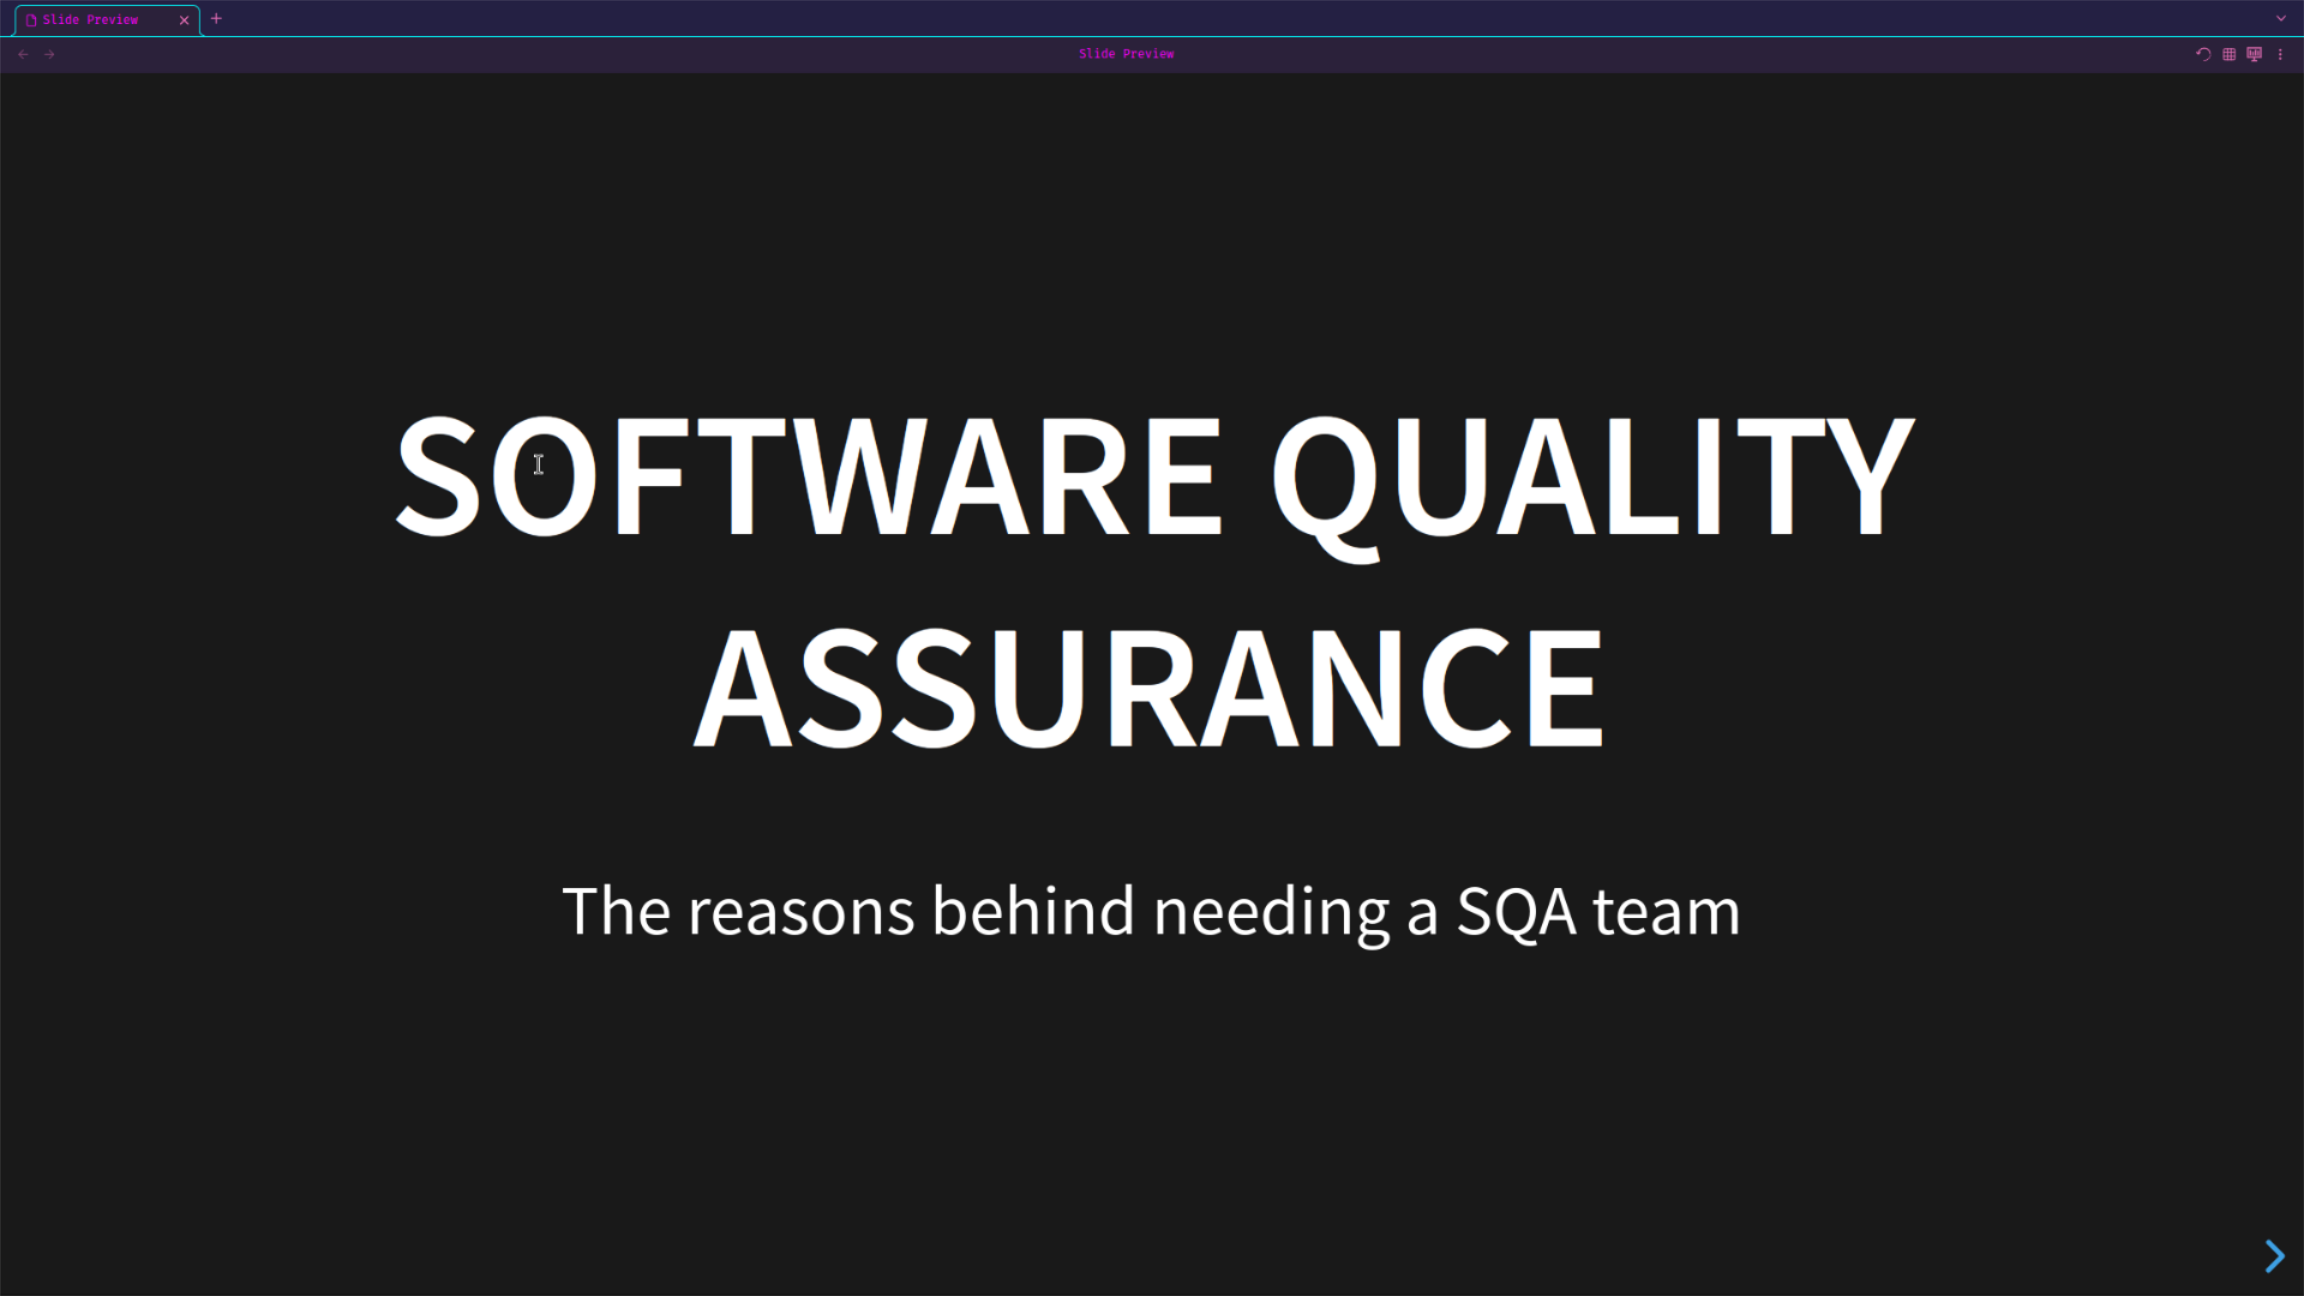 Slide Preview
Slide Preview
SOFTWARE QUALITY
ASSURANCE
The reasons behind needing a SQA team